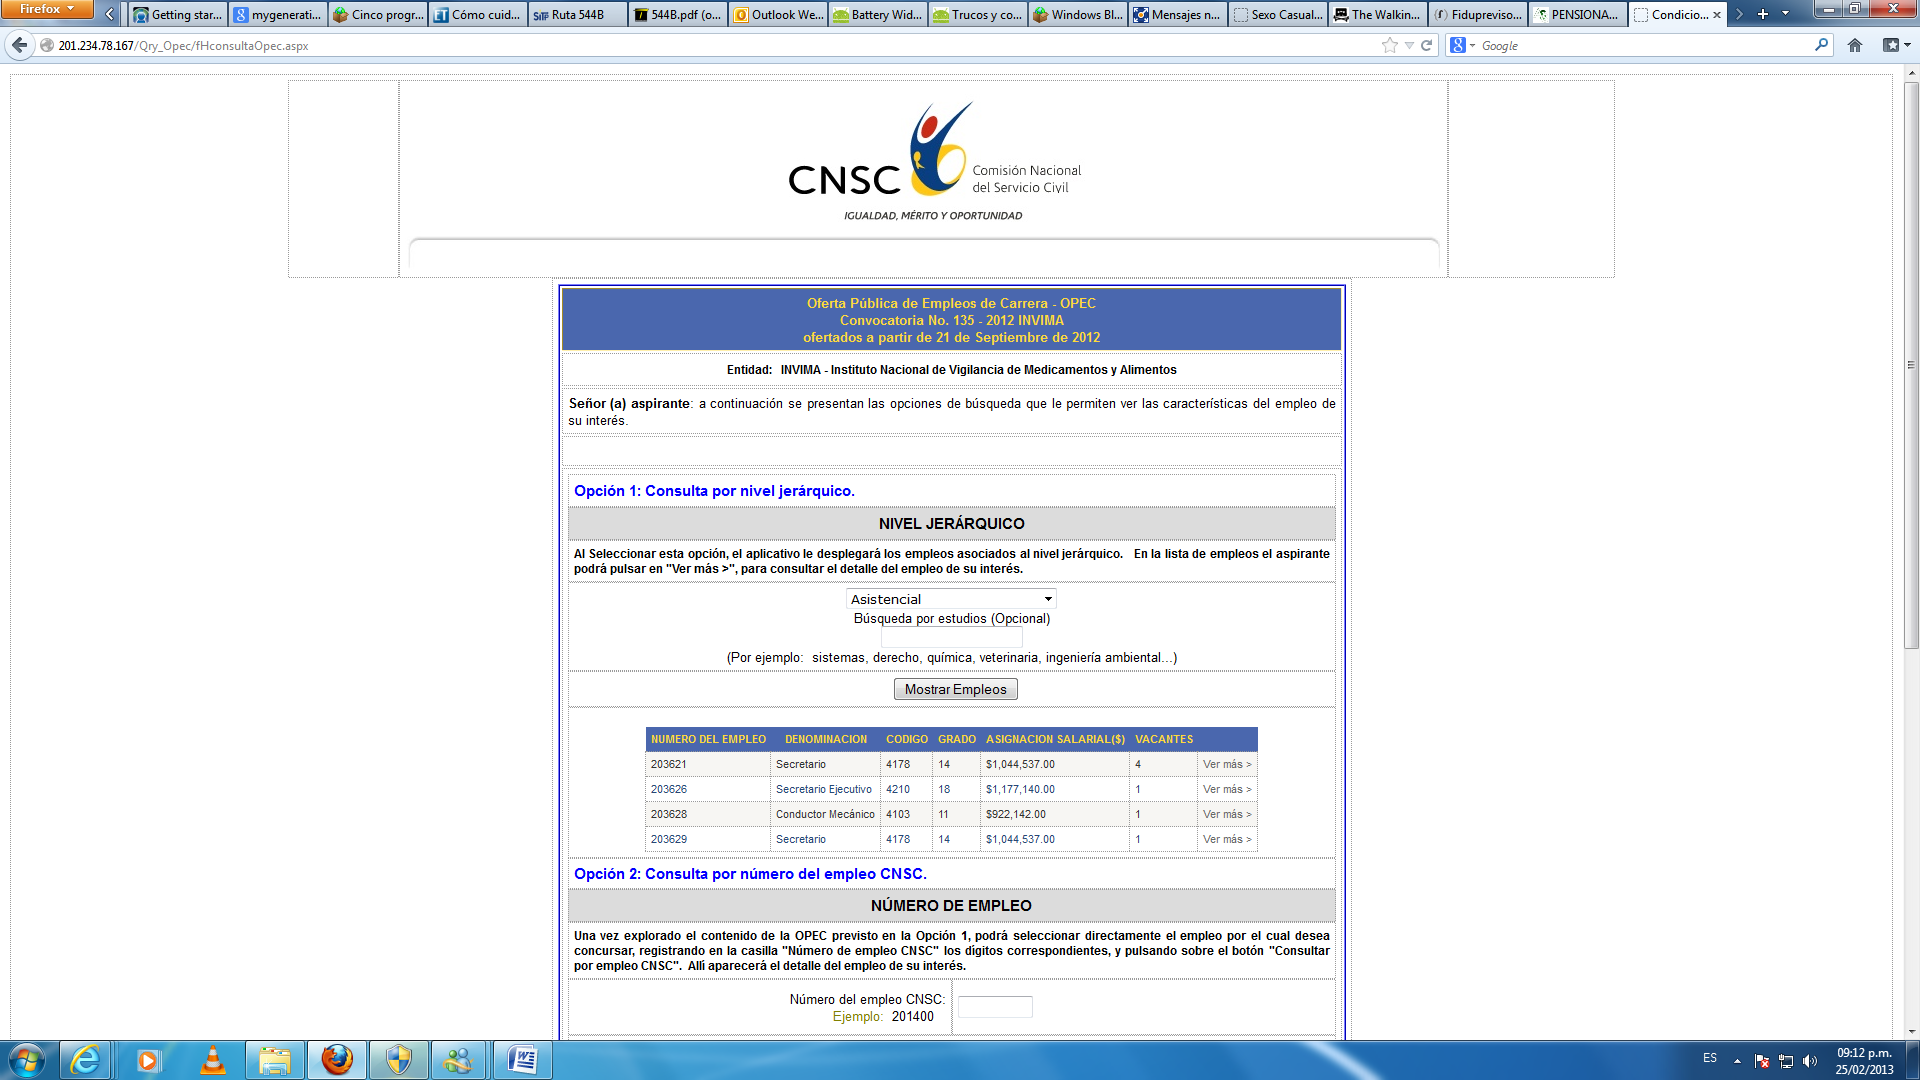 Firefox
Getting star...
mygenerati...
Cinco progr...
Cómo cuid...
Ruta 544B
544B.pdf (o...
Outlook We...
Battery Wid...
Trucos y co...
Windows Bl...
Mensajes n...
Sexo Casual...
The Walkin...
Fidupreviso...
PENSIONA...
Condicio...
201.234.78.167/Qry_Opec/fHconsultaOpec.aspx
Google
CNSC
Comisión Nacional
del Servicio Civil
IGUALDAD, MÉRITO Y OPORTUNIDAD
Oferta Pública de Empleos de Carrera - OPEC
Convocatoria No. 135 - 2012 INVIMA
ofertados a partir de 21 de Septiembre de 2012
Entidad: INVIMA - Instituto Nacional de Vigilancia de Medicamentos y Alimentos
Señor (a) aspirante: a continuación se presentan las opciones de búsqueda que le permiten ver las características del empleo de
su interés.
Opción 1: Consulta por nivel jerárquico.
NIVEL JERÁRQUICO
Al Seleccionar esta opción, el aplicativo le desplegará los empleos asociados al nivel jerárquico. En la lista de empleos el aspirante
podrá pulsar en "Ver más >", para consultar el detalle del empleo de su interés.
Asistencial
Búsqueda por estudios (Opcional)
(Por ejemplo: sistemas, derecho, química, veterinaria, ingeniería ambiental...)
Mostrar Empleos
NUMERO DEL EMPLEO DENOMINACION CODIGO GRADO ASIGNACION SALARIAL($) VACANTES
203621 Secretario 4178 14 $1,044,537.00 4 Ver más >
203626 Secretario Ejecutivo 4210 18 $1,177,140.00 1 Ver más >
203628 Conductor Mecánico 4103 11 $922,142.00 1 Ver más >
203629 Secretario 4178 14 $1,044,537.00 1 Ver más >
Opción 2: Consulta por número del empleo CNSC.
NÚMERO DE EMPLEO
Una vez explorado el contenido de la OPEC previsto en la Opción 1, podrá seleccionar directamente el empleo por el cual desea
concursar, registrando en la casilla "Número de empleo CNSC" los dígitos correspondientes, y pulsando sobre el botón "Consultar
por empleo CNSC". Allí aparecerá el detalle del empleo de su interés.
Número del empleo CNSC:
Ejemplo: 201400
ES
09:12 p.m.
25/02/2013